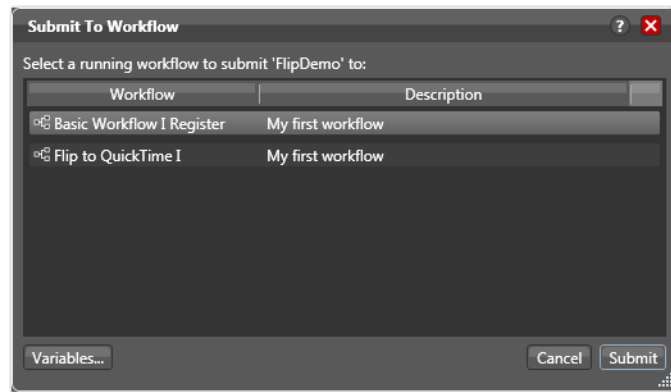 Submit To Workflow ?
Select a running workflow to submit 'FlipDemo' to:
Workflow Description
Basic Workflow I Register My first workflow
Flip to QuickTime I My first workflow
Variables... Cancel Submit